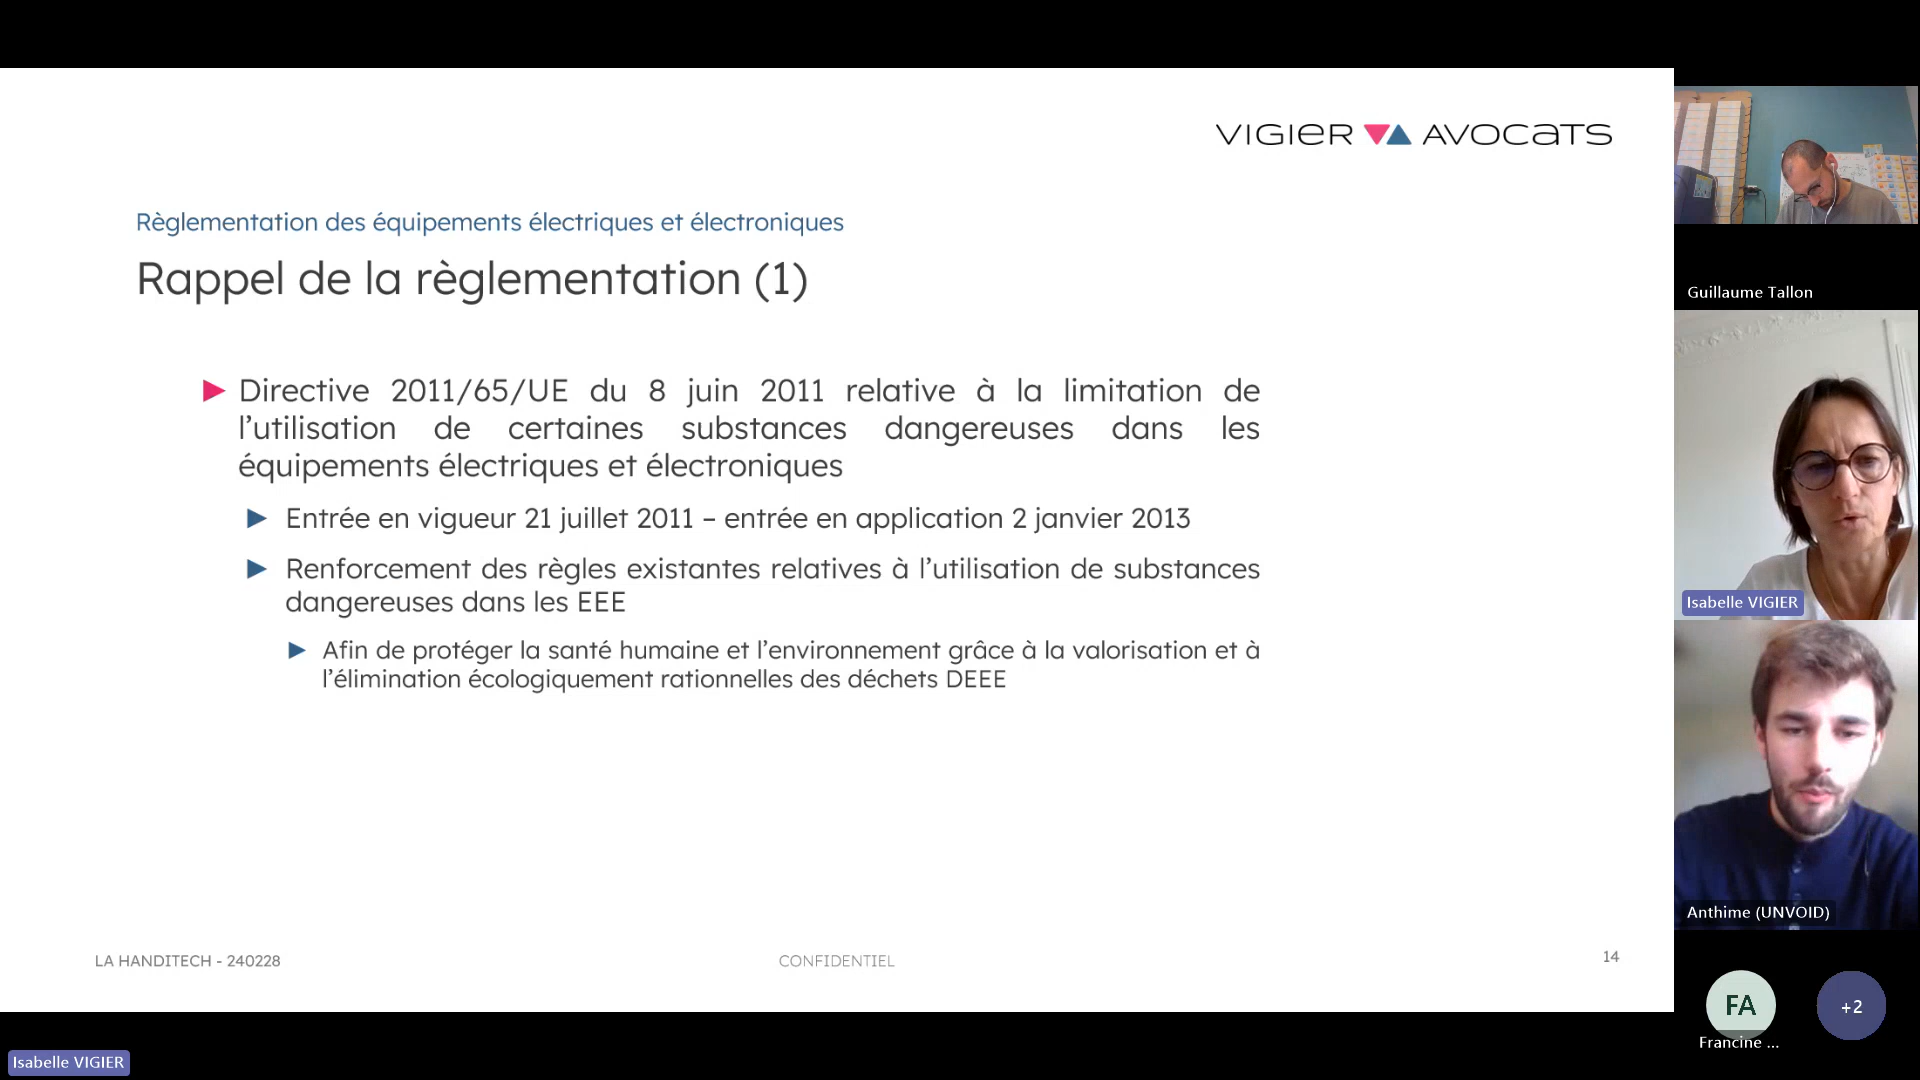 VIGIER AVOCATS
Règlementation des équipements électriques et électroniques
Rappel de la règlementation (1)
Directive 2011/65/UE du 8 juin 2011 relative à la limitation de
l’utilisation de certaines substances dangereuses dans les
équipements électriques et électroniques
Entrée en vigueur 21 juillet 2011 – entrée en application 2 janvier 2013
Renforcement des règles existantes relatives à l’utilisation de substances
dangereuses dans les EEE
Afin de protéger la santé humaine et l’environnement grâce à la valorisation et à
l’élimination écologiquement rationnelles des déchets DEEE
LA HANDITECH - 240228
CONFIDENTIEL
14
Isabelle VIGIER
Guillaume Tallon
Isabelle VIGIER
Anthime (UNVOID)
FA
Francine ...
+2